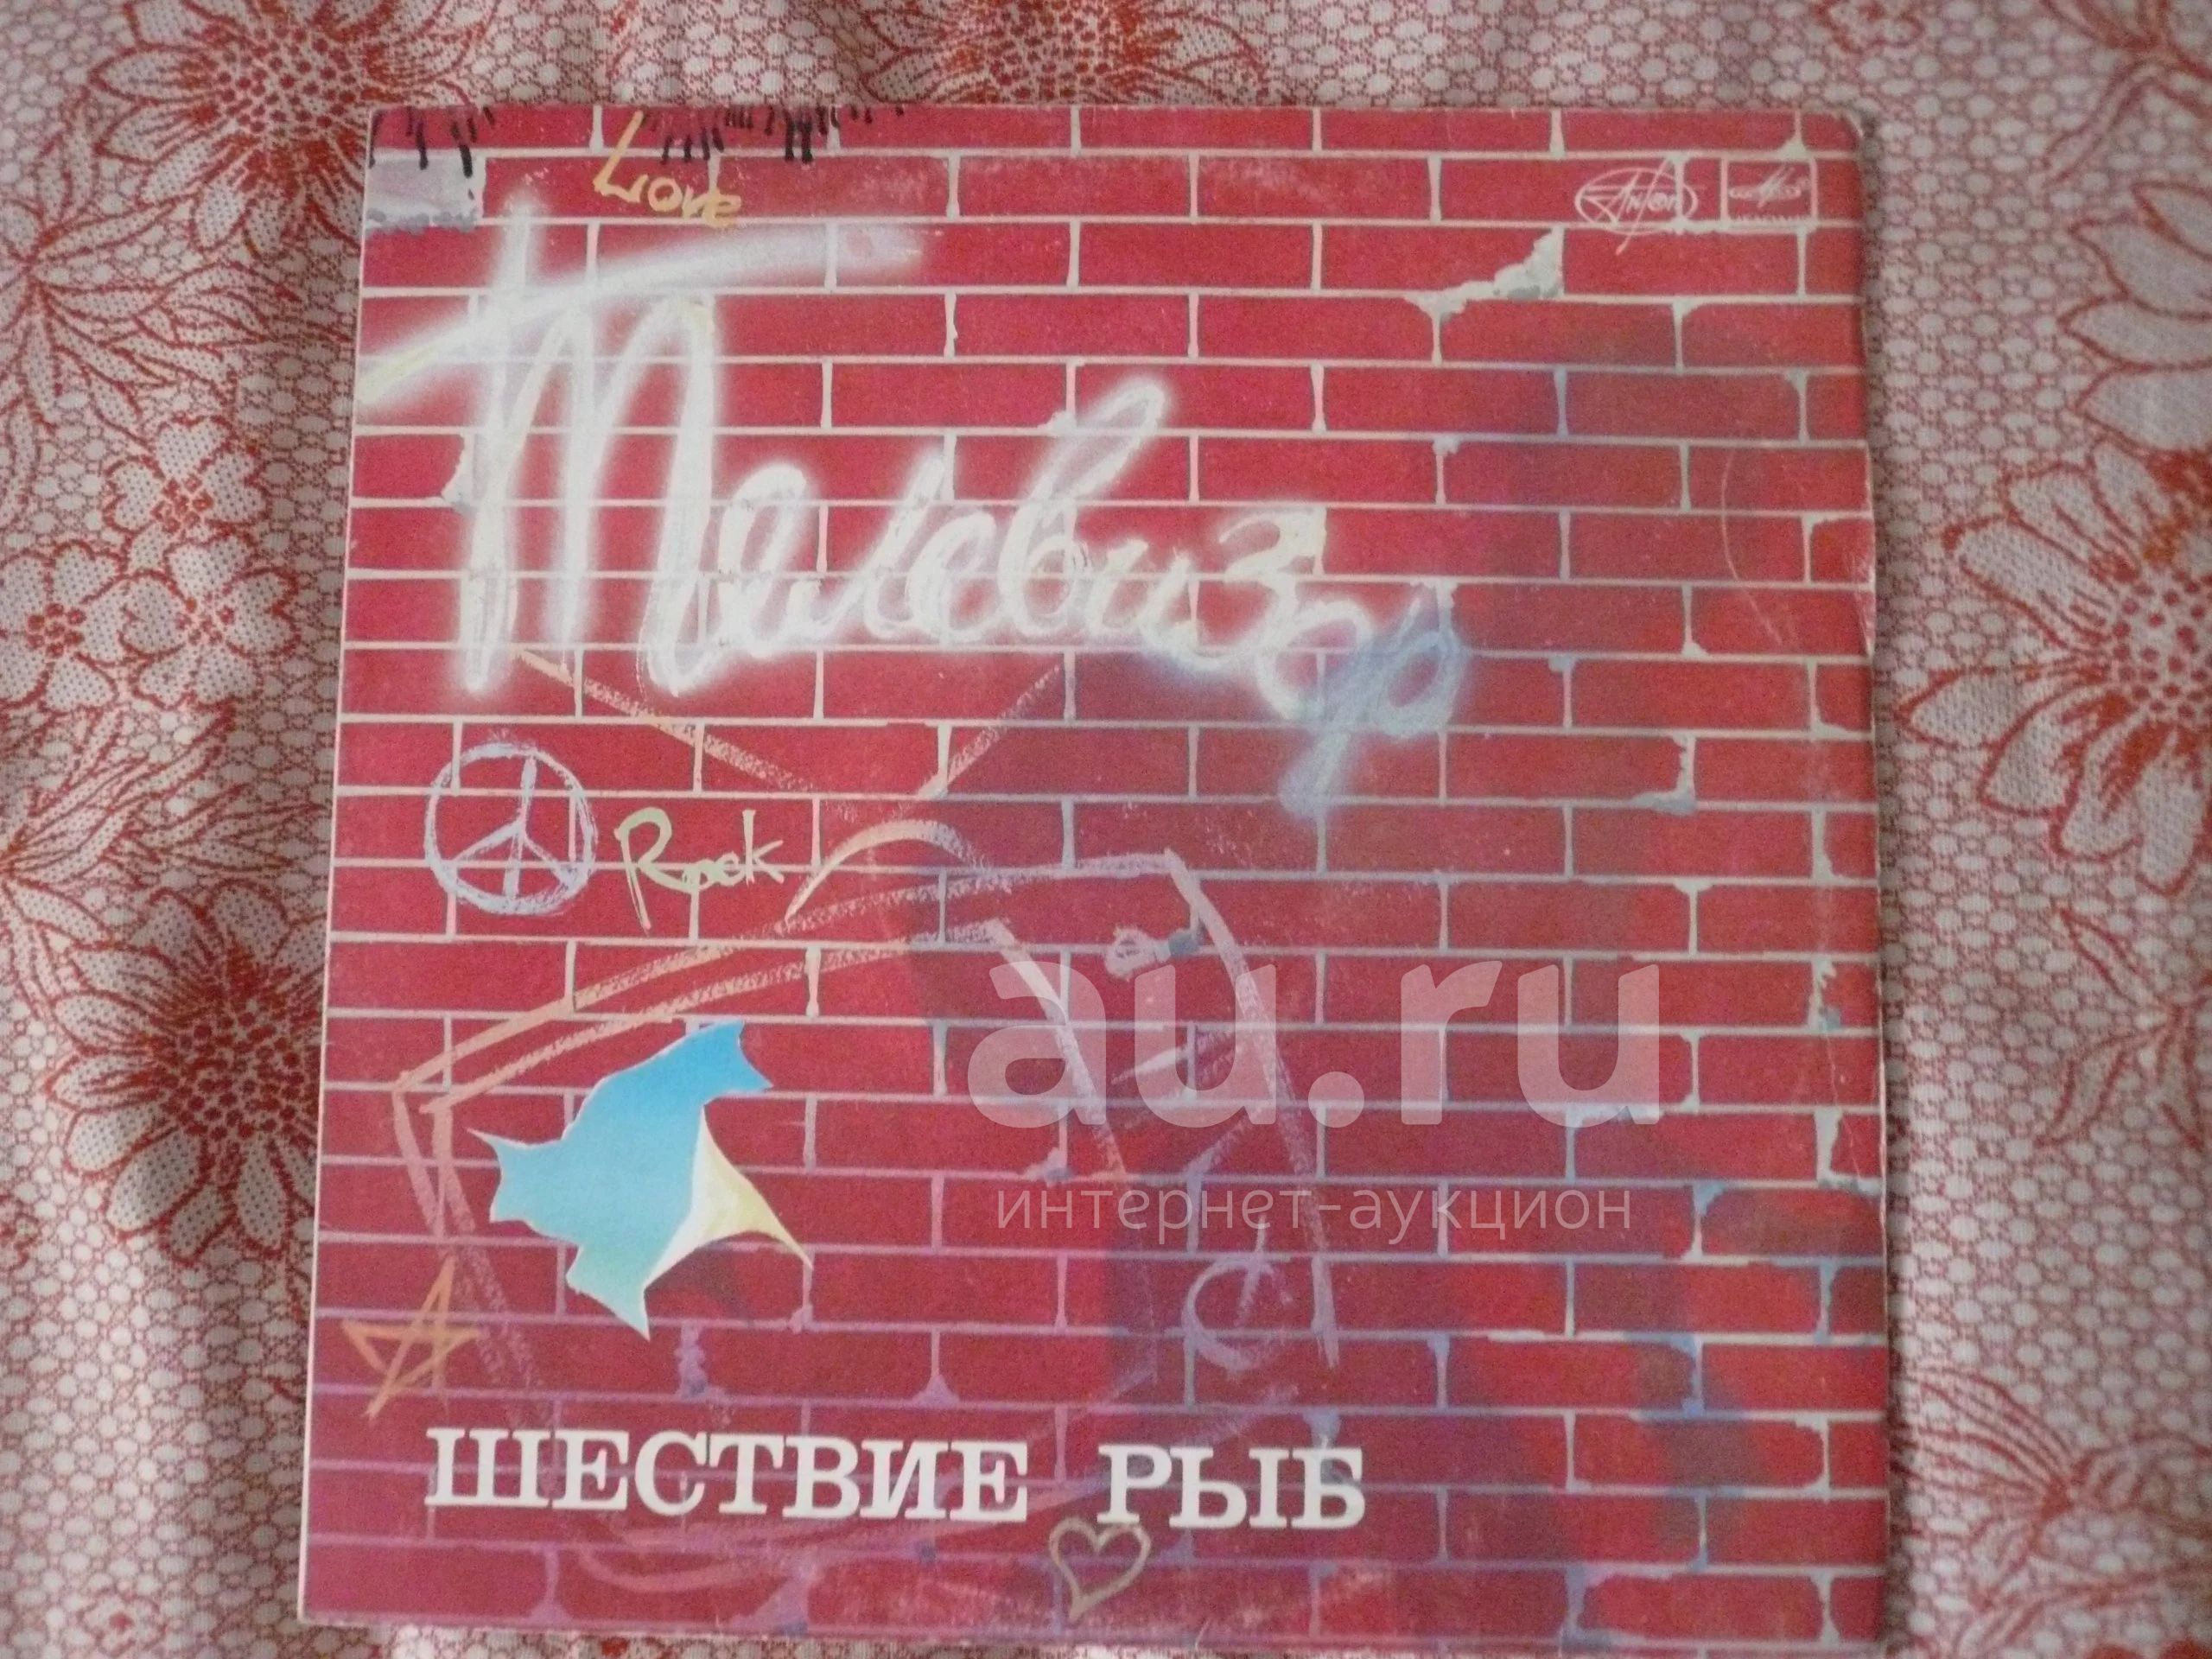 Love
Телевизор
Rock
au.ru
интернет-аукцион
ШЕСТВИЕ РЫБ